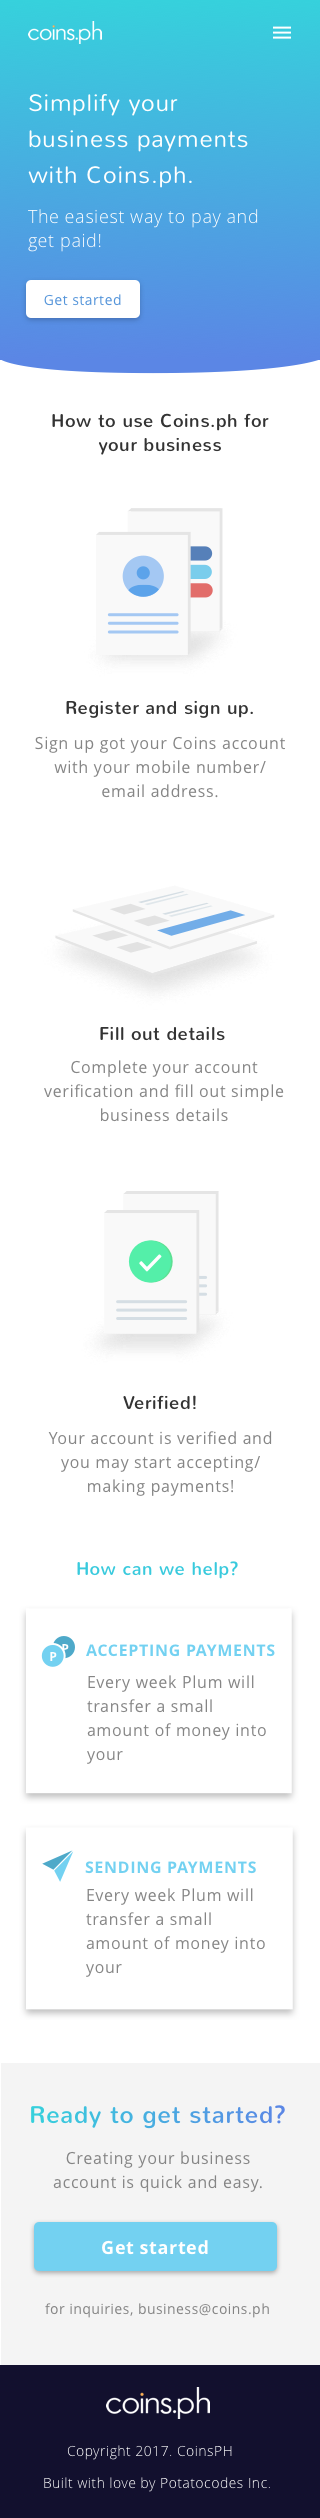 coins.ph
Simplify your
business payments
with Coins.ph.
The easiest way to pay and
get paid!
Get started
How to use Coins.ph for
your business
Register and sign up.
Sign up got your Coins account
with your mobile number/
email address.
Fill out details
Complete your account
verification and fill out simple
business details
Verified!
Your account is verified and
you may start accepting/
making payments!
How can we help?
P P
ACCEPTING PAYMENTS
Every week Plum will
transfer a small
amount of money into
your
SENDING PAYMENTS
Every week Plum will
transfer a small
amount of money into
your
Ready to get started?
Creating your business
account is quick and easy.
Get started
for inquiries, business@coins.ph
coins.ph
Copyright 2017. CoinsPH
Built with love by Potatocodes Inc.